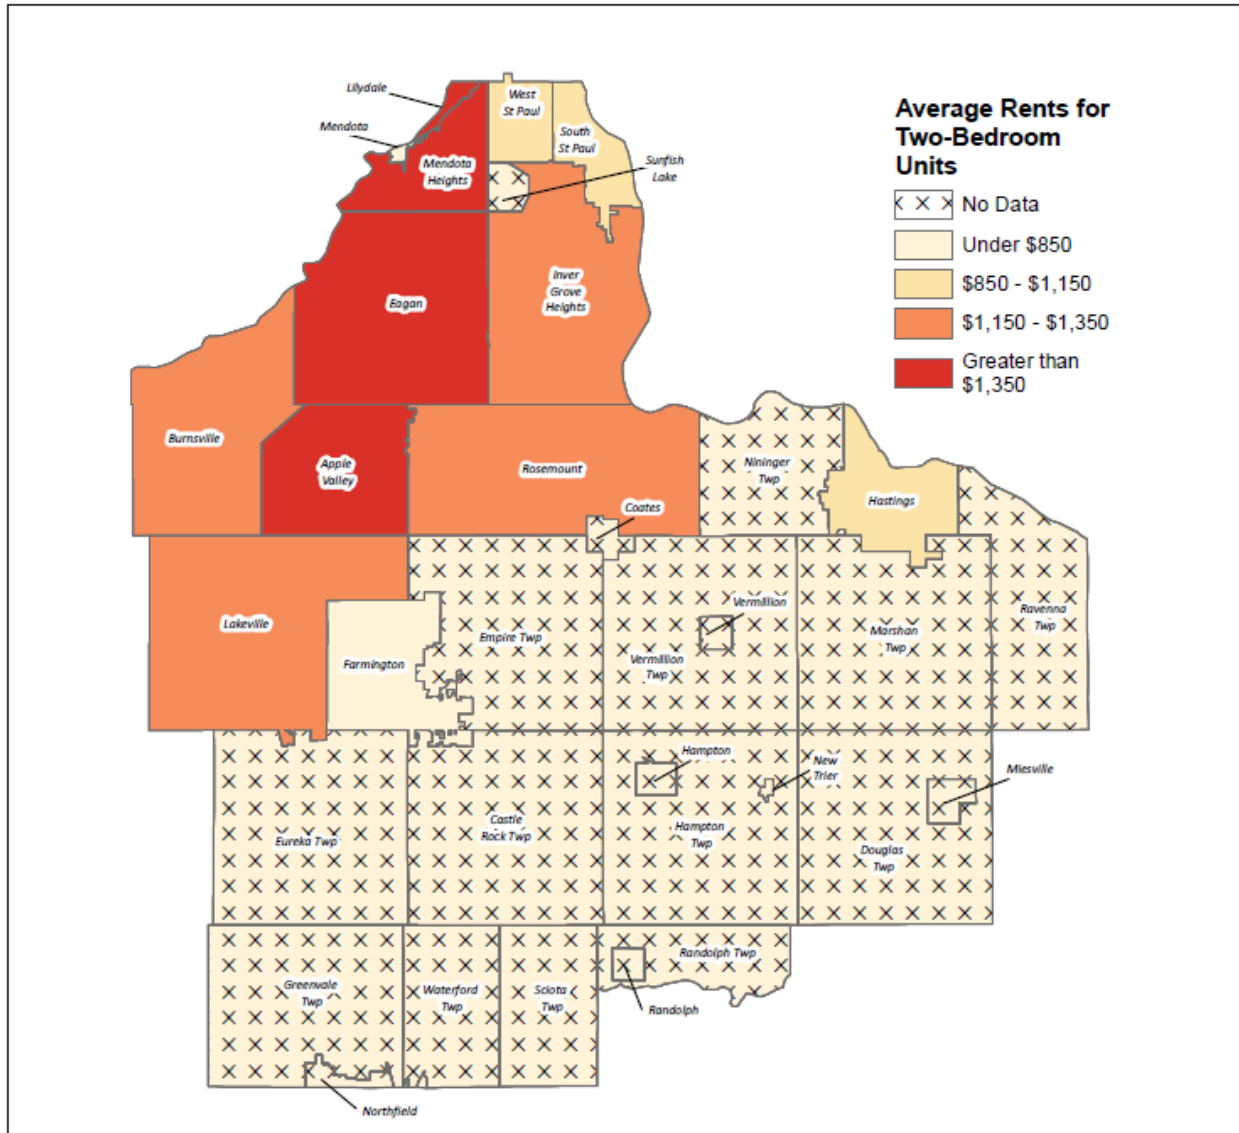 Average Rents for
Two-Bedroom
Units
No Data
Under $850
$850 - $1,150
$1,150 - $1,350
Greater than
$1,350
Lilydale
Mendota
West
St Paul
South
St Paul
Sunfish
Lake
Mendota
Heights
Eagan
Inver
Grove
Heights
Burnsville
Apple
Valley
Rosemount
Nininger
Twp
Hastings
Coates
Lakeville
Farmington
Empire Twp
Vermillion
Vermillion
Twp
Marshan
Twp
Ravenna
Twp
Hampton
New
Trier
Miesville
Eureka Twp
Castle
Rock Twp
Hampton
Twp
Douglas
Twp
Greenvale
Twp
Waterford
Twp
Sciota
Twp
Randolph Twp
Randolph
Northfield